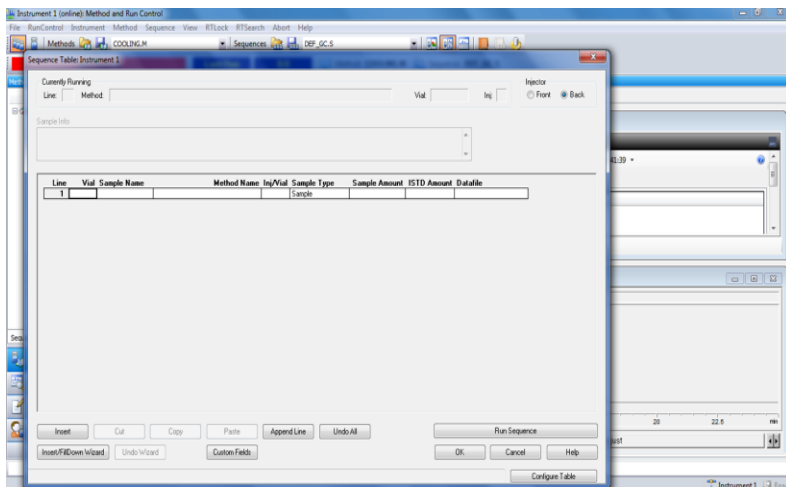 Instrument 1 (online): Method and Run Control
File RunControl Instrument Method Sequence View RTLock RTSearch Abort Help
Methods COOLING.M Sequences DEF_GC.S
Sequence Table: Instrument 1
Currently Running
Injector
Line: Method: Vial: Inj: Front Back
Sample Info
41:39
Line Vial Sample Name Method Name Inj/Vial Sample Type Sample Amount ISTD Amount Datafile
1 Sample
20 22.5 min
Insert Cut Copy Paste Append Line Undo All Run Sequence
Insert/FillDown Wizard Undo Wizard Custom Fields OK Cancel Help
Configure Table
Instrument 1